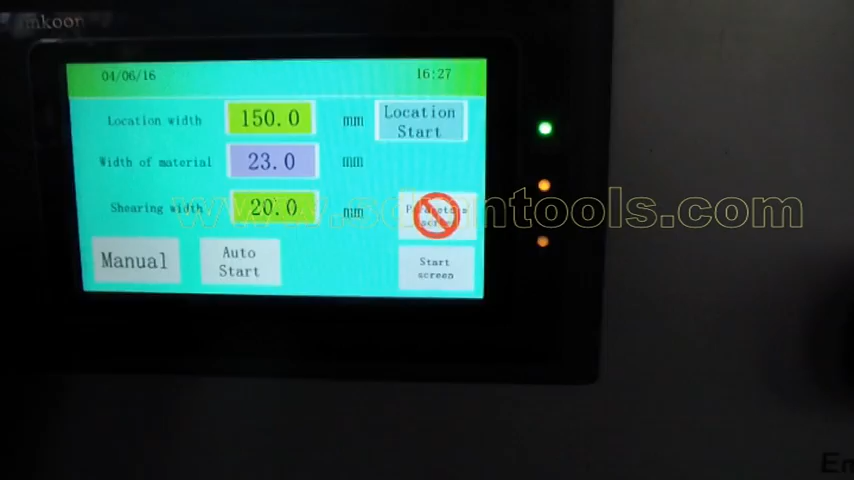 04/06/16 16:27
Location width 150.0 mm Location Start
Width of material 23.0 mm
Shearing width 20.0 mm
Manual Auto Start Start screen